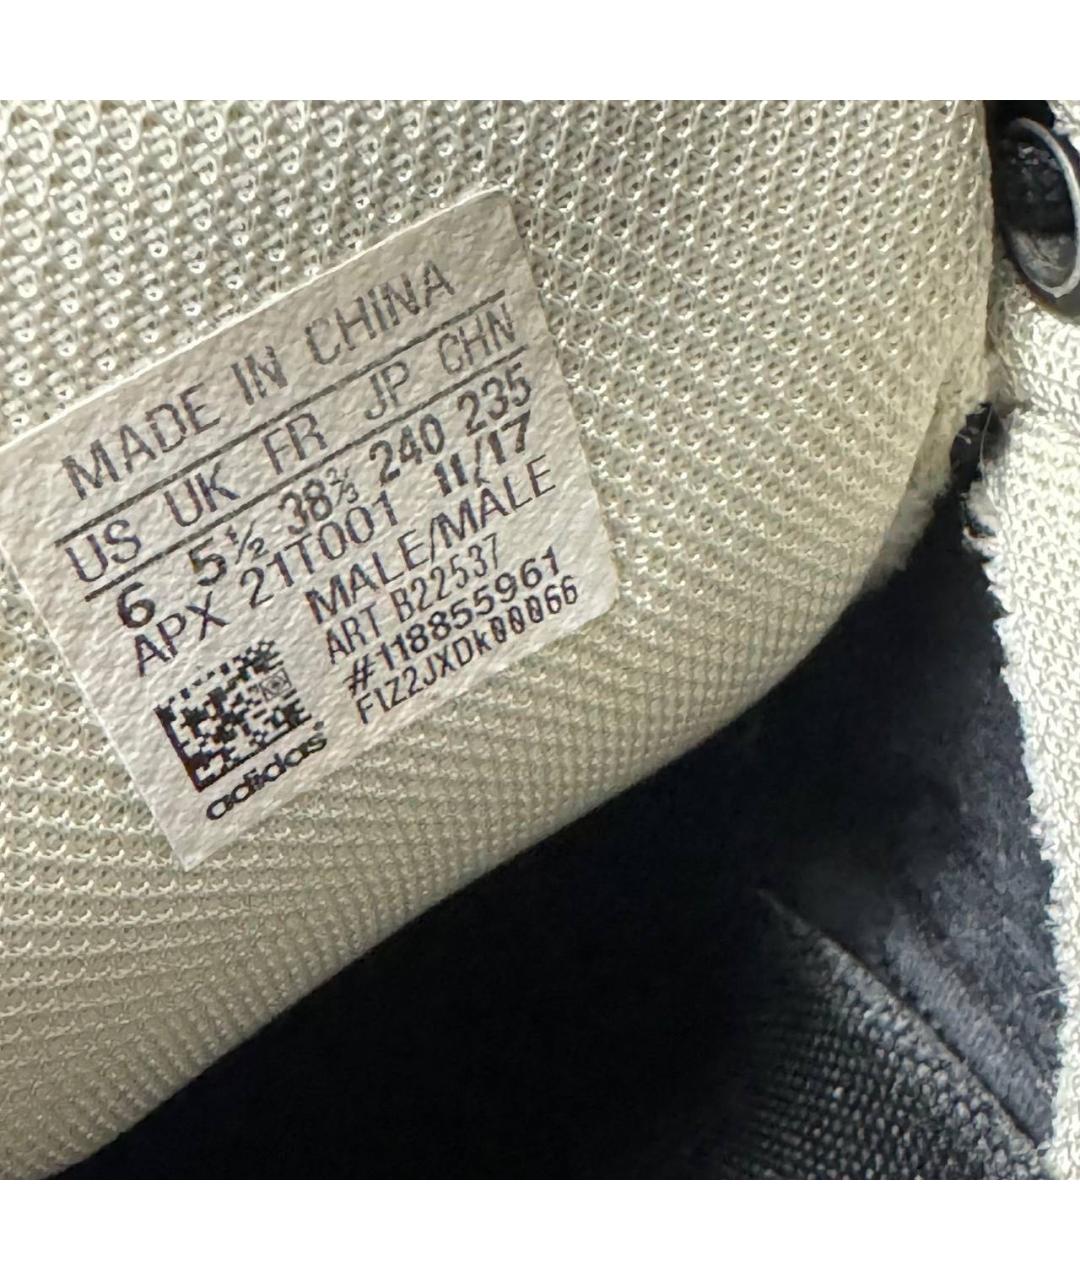 MADE IN CHINA
US UK FR JP CHN
6 5½ 38⅔ 240 235
APX 21T001 11/17
MALE/MALE
ART B22537
#118855961
FIZ2JXDk00066
adidas